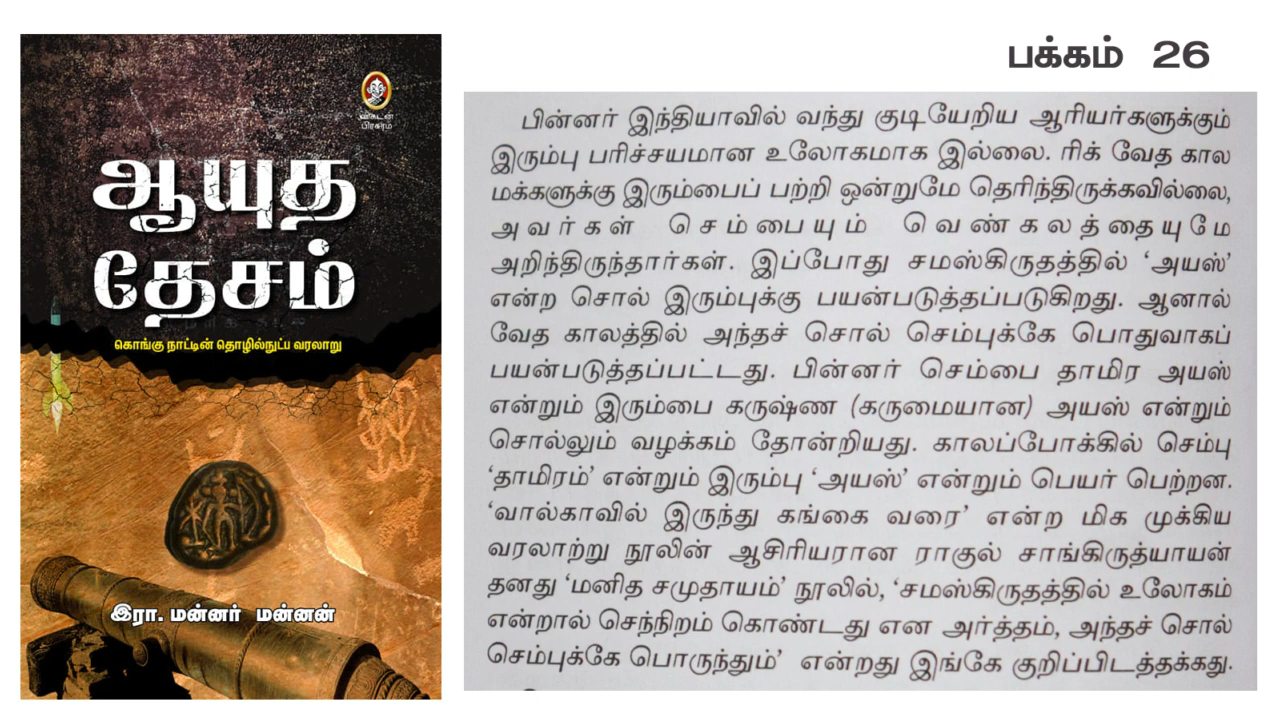 விகடன்
பிரசுரம்
ஆயுத
தேசம்
கொங்கு நாட்டின் தொழில்நுட்ப வரலாறு
இரா. மன்னர் மன்னன்
பக்கம் 26
பின்னர் இந்தியாவில் வந்து குடியேறிய ஆரியர்களுக்கும்
இரும்பு பரிச்சயமான உலோகமாக இல்லை. ரிக் வேத கால
மக்களுக்கு இரும்பைப் பற்றி ஒன்றுமே தெரிந்திருக்கவில்லை,
அவர்கள் செம்பையும் வெண்கலத்தையுமே
அறிந்திருந்தார்கள். இப்போது சமஸ்கிருதத்தில் ‘அயஸ்’
என்ற சொல் இரும்புக்கு பயன்படுத்தப்படுகிறது. ஆனால்
வேத காலத்தில் அந்தச் சொல் செம்புக்கே பொதுவாகப்
பயன்படுத்தப்பட்டது. பின்னர் செம்பை தாமிர அயஸ்
என்றும் இரும்பை கருஷ்ண (கருமையான) அயஸ் என்றும்
சொல்லும் வழக்கம் தோன்றியது. காலப்போக்கில் செம்பு
‘தாமிரம்’ என்றும் இரும்பு ‘அயஸ்’ என்றும் பெயர் பெற்றன.
‘வால்காவில் இருந்து கங்கை வரை’ என்ற மிக முக்கிய
வரலாற்று நூலின் ஆசிரியரான ராகுல் சாங்கிருத்யாயன்
தனது ‘மனித சமுதாயம்’ நூலில், ‘சமஸ்கிருதத்தில் உலோகம்
என்றால் செந்நிறம் கொண்டது என அர்த்தம், அந்தச் சொல்
செம்புக்கே பொருந்தும்’ என்றது இங்கே குறிப்பிடத்தக்கது.